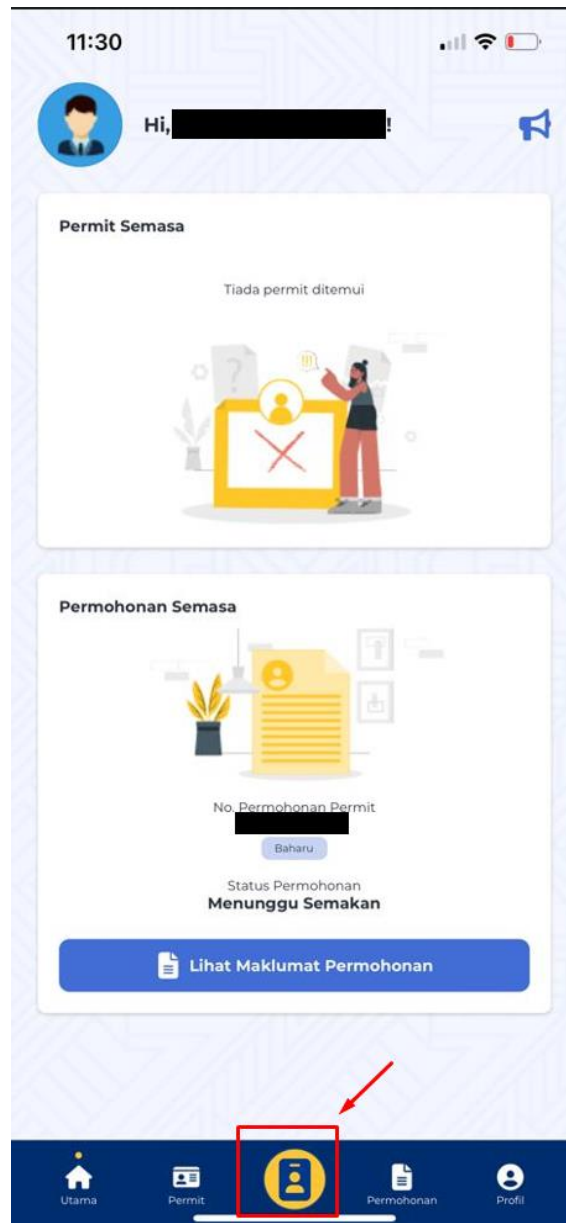 11:30
Hi, !
Permit Semasa
Tiada permit ditemui
Permohonan Semasa
No. Permohonan Permit
Baharu
Status Permohonan
Menunggu Semakan
Lihat Maklumat Permohonan
Utama Permit Permohonan Profil